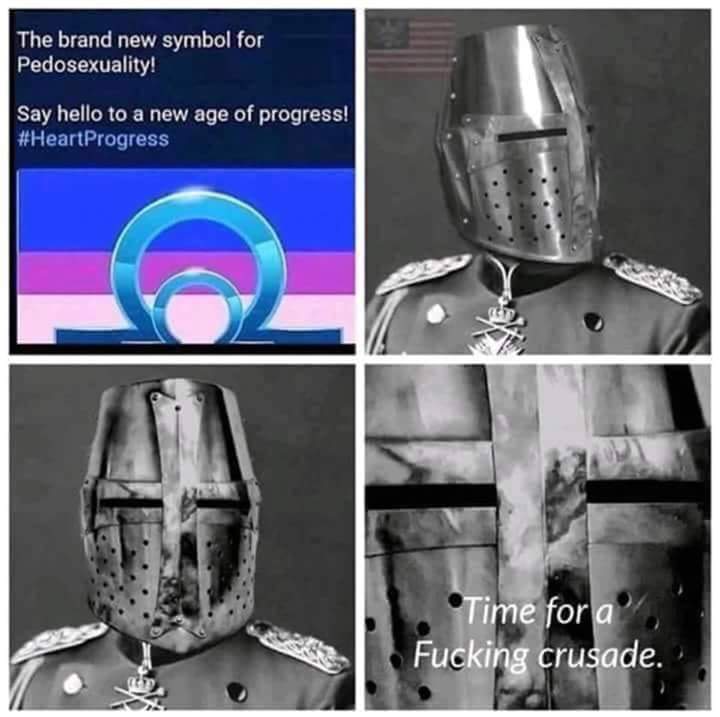 The brand new symbol for
Pedosexuality!
Say hello to a new age of progress!
#HeartProgress
Time for a
Fucking crusade.